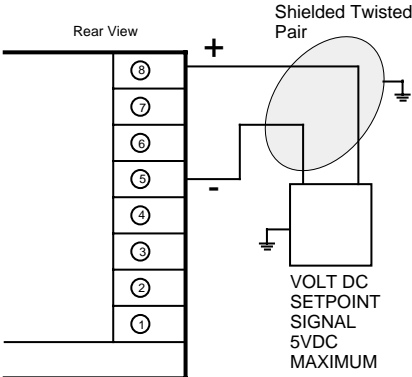 Shielded Twisted
Pair
Rear View
+
8
7
6
5
-
4
3
2
1
VOLT DC
SETPOINT
SIGNAL
5VDC
MAXIMUM